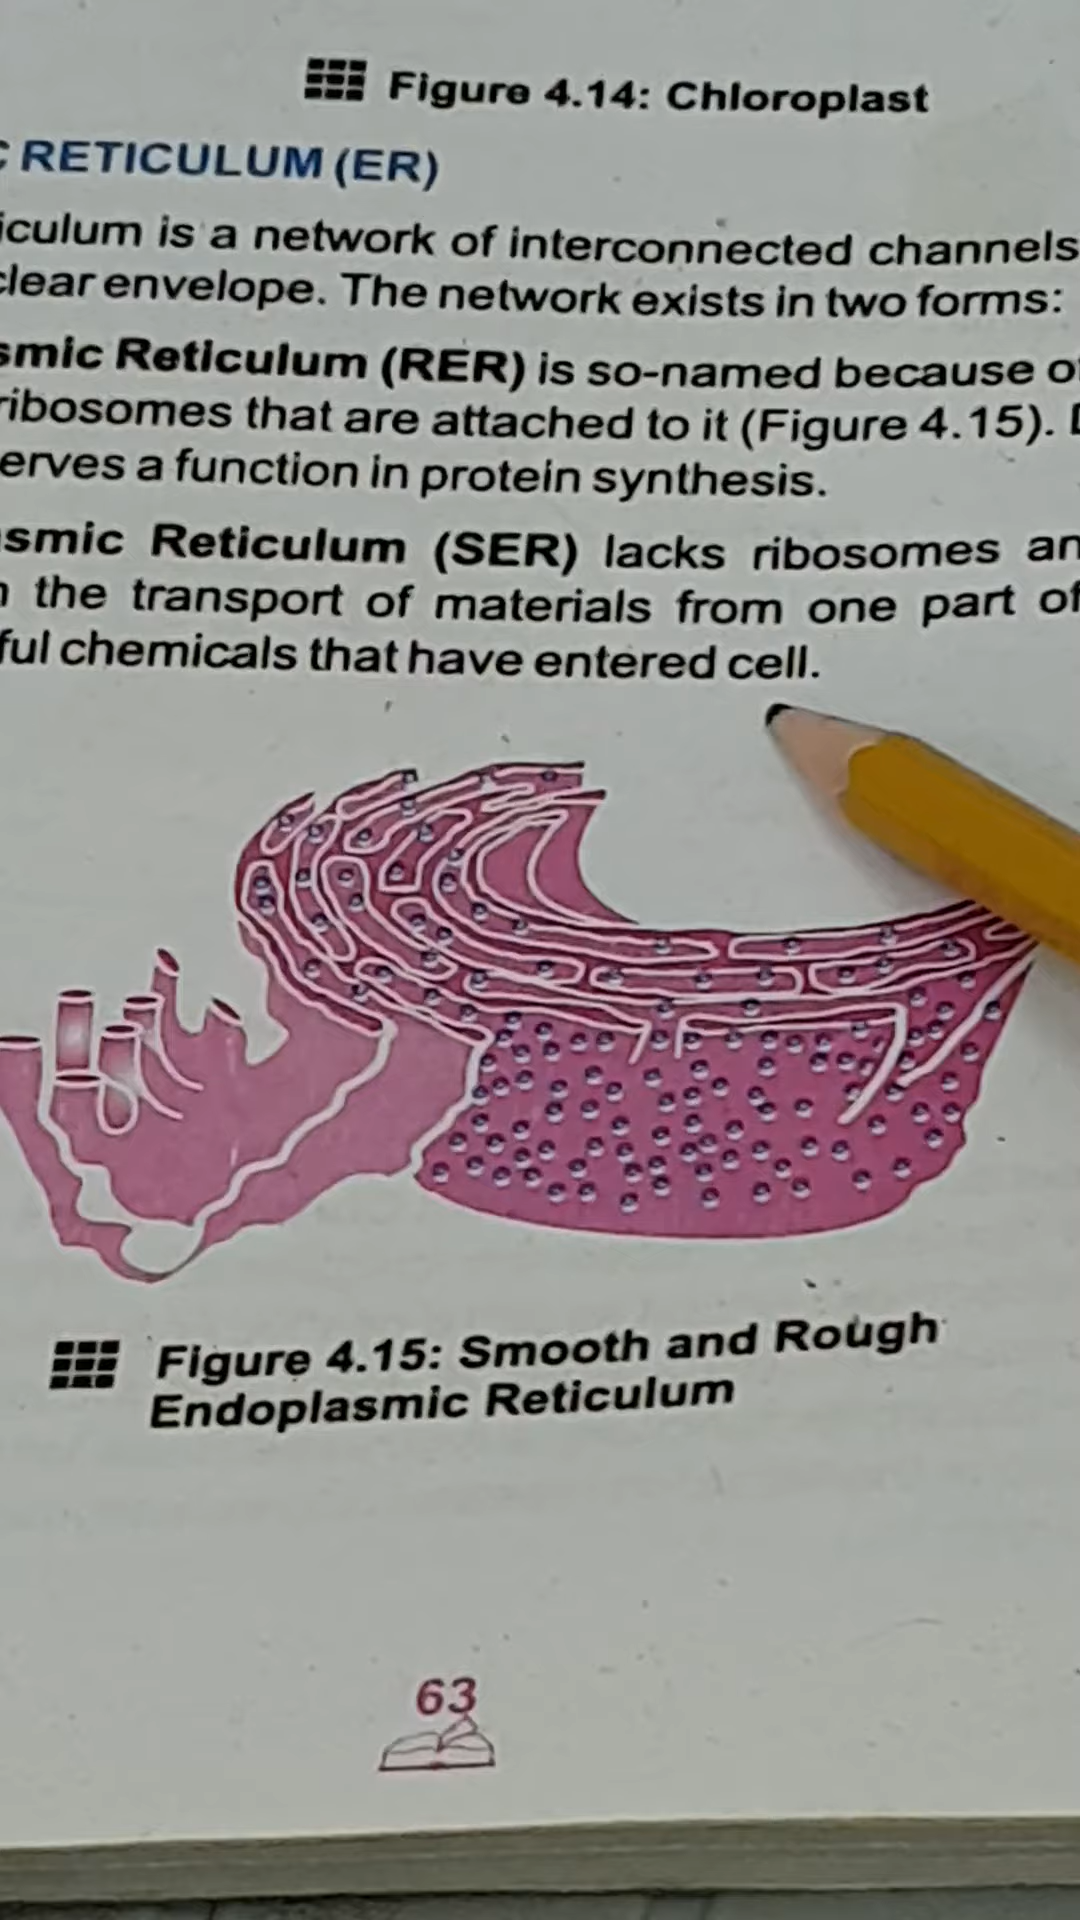 Figure 4.14: Chloroplast
RETICULUM (ER)
iculum is a network of interconnected channels
clear envelope. The network exists in two forms:
smic Reticulum (RER) is so-named because of
ribosomes that are attached to it (Figure 4.15).
erves a function in protein synthesis.
smic Reticulum (SER) lacks ribosomes an
the transport of materials from one part of
ful chemicals that have entered cell.
Figure 4.15: Smooth and Rough
Endoplasmic Reticulum
63